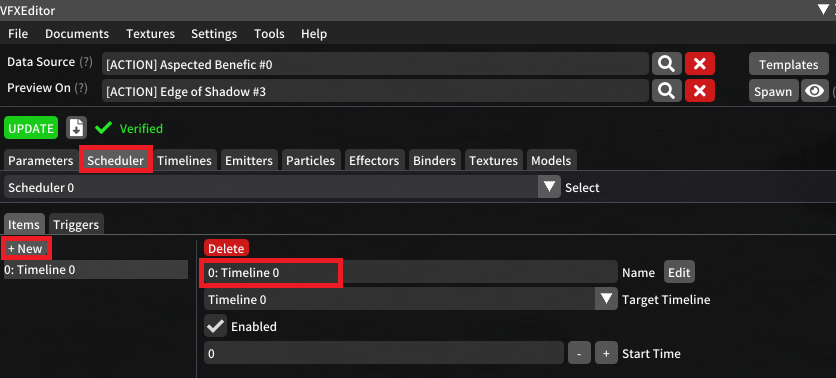 VFXEditor
File Documents Textures Settings Tools Help
Data Source (?) [ACTION] Aspected Benefic #0 Templates
Preview On (?) [ACTION] Edge of Shadow #3 Spawn (
UPDATE Verified
Parameters Scheduler Timelines Emitters Particles Effectors Binders Textures Models
Scheduler 0 Select
Items Triggers
+ New Delete
0: Timeline 0 0: Timeline 0 Name Edit
Timeline 0 Target Timeline
Enabled
0 - + Start Time